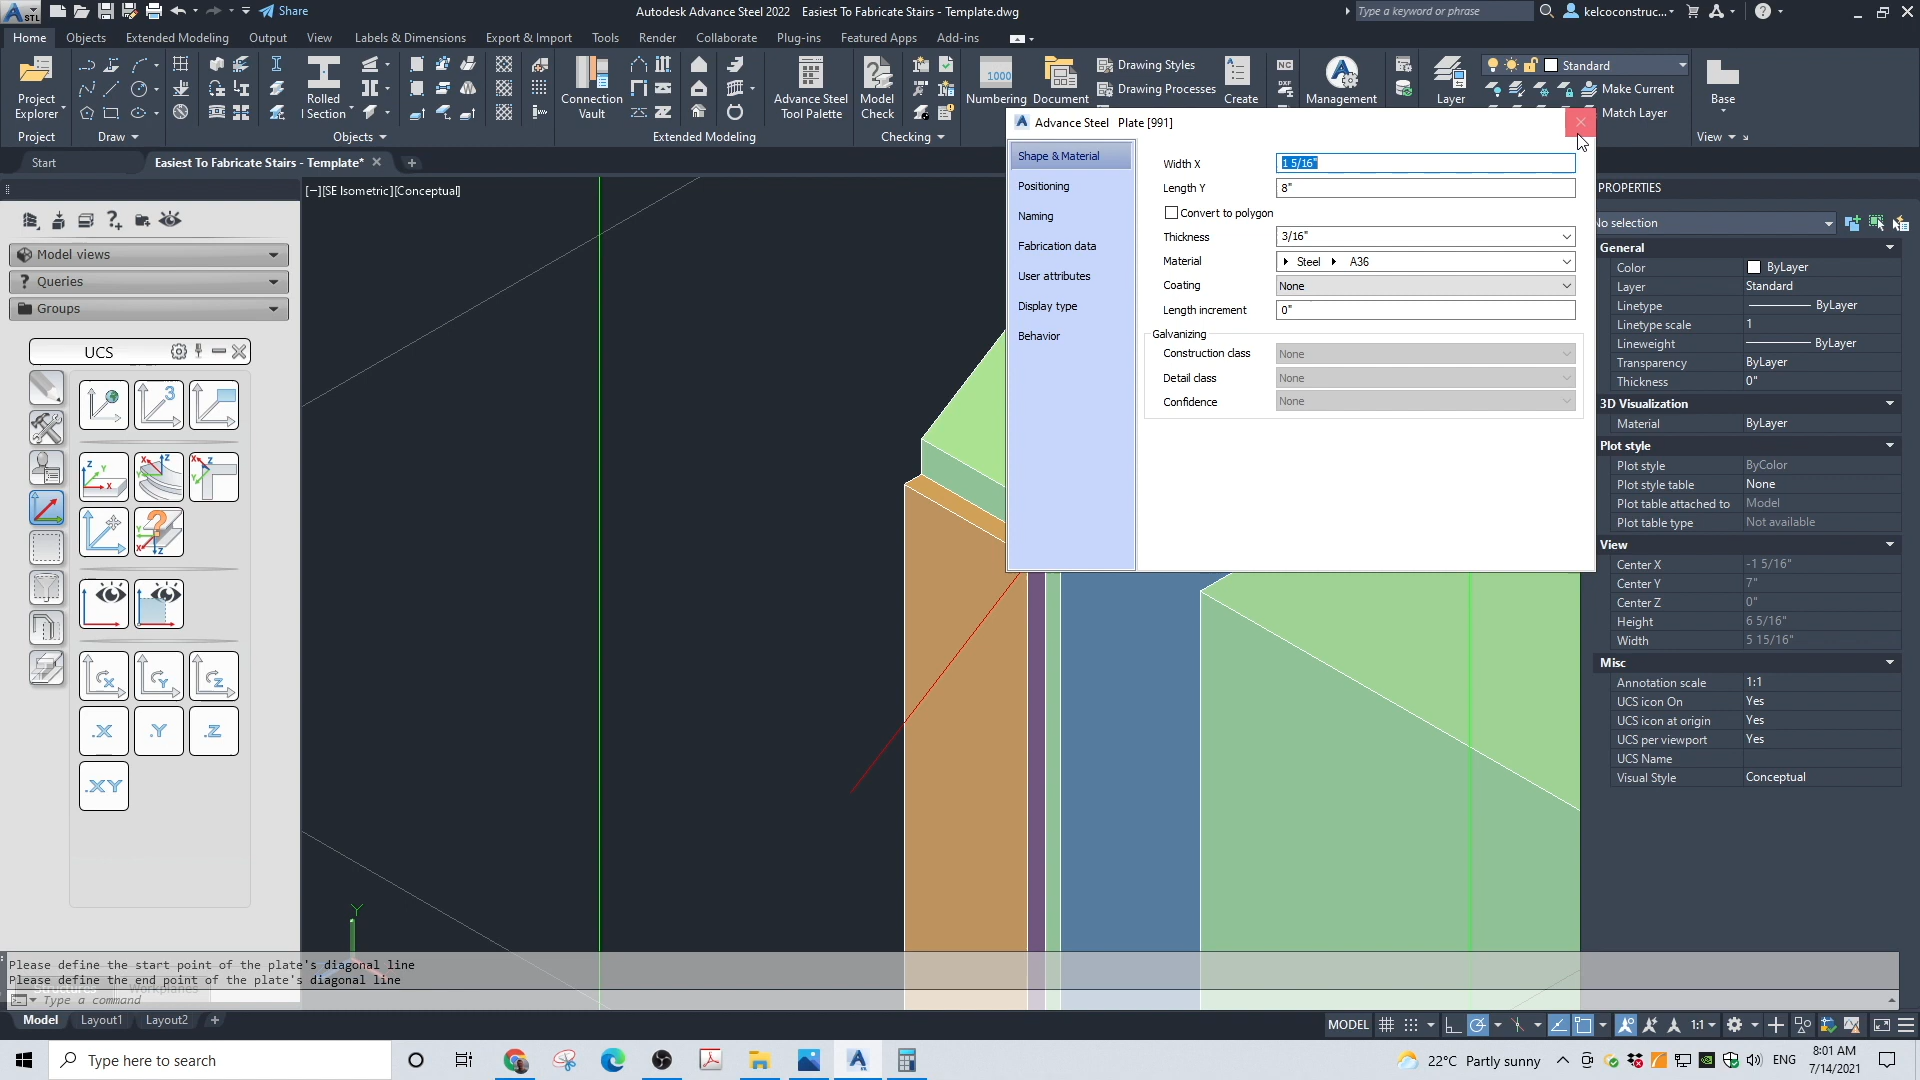 Share
Autodesk Advance Steel 2022 Easiest To Fabricate Stairs - Template.dwg
Type a keyword or phrase
kelcoconstruc...
STL
Home Objects Extended Modeling Output View Labels & Dimensions Export & Import Tools Render Collaborate Plug-ins Featured Apps Add-ins
Project Explorer
Rolled I Section
Connection Vault
Advance Steel Tool Palette
Model Check
1000
Numbering
Document
Drawing Styles
Drawing Processes
Create
NC
DXF
Management
Layer
Standard
Make Current
Match Layer
Base
Project Draw Objects Extended Modeling Checking View
Start
Easiest To Fabricate Stairs - Template*
[−][SE Isometric][Conceptual]
Model views
Queries
Groups
UCS
3
.X .Y .Z
.XY
Structures Workplanes
Advance Steel Plate [991]
Shape & Material
Positioning
Naming
Fabrication data
User attributes
Display type
Behavior
Width X 1 5/16"
Length Y 8"
Convert to polygon
Thickness 3/16"
Material Steel A36
Coating None
Length increment 0"
Galvanizing
Construction class None
Detail class None
Confidence None
PROPERTIES
No selection
General
Color ByLayer
Layer Standard
Linetype ByLayer
Linetype scale 1
Lineweight ByLayer
Transparency ByLayer
Thickness 0"
3D Visualization
Material ByLayer
Plot style
Plot style ByColor
Plot style table None
Plot table attached to Model
Plot table type Not available
View
Center X -1 5/16"
Center Y 7"
Center Z 0"
Height 6 5/16"
Width 5 15/16"
Misc
Annotation scale 1:1
UCS icon On Yes
UCS icon at origin Yes
UCS per viewport Yes
UCS Name
Visual Style Conceptual
Y
Please define the start point of the plate's diagonal line
Please define the end point of the plate's diagonal line
Type a command
Model Layout1 Layout2
MODEL
1:1
Type here to search
22°C Partly sunny
ENG
8:01 AM
7/14/2021